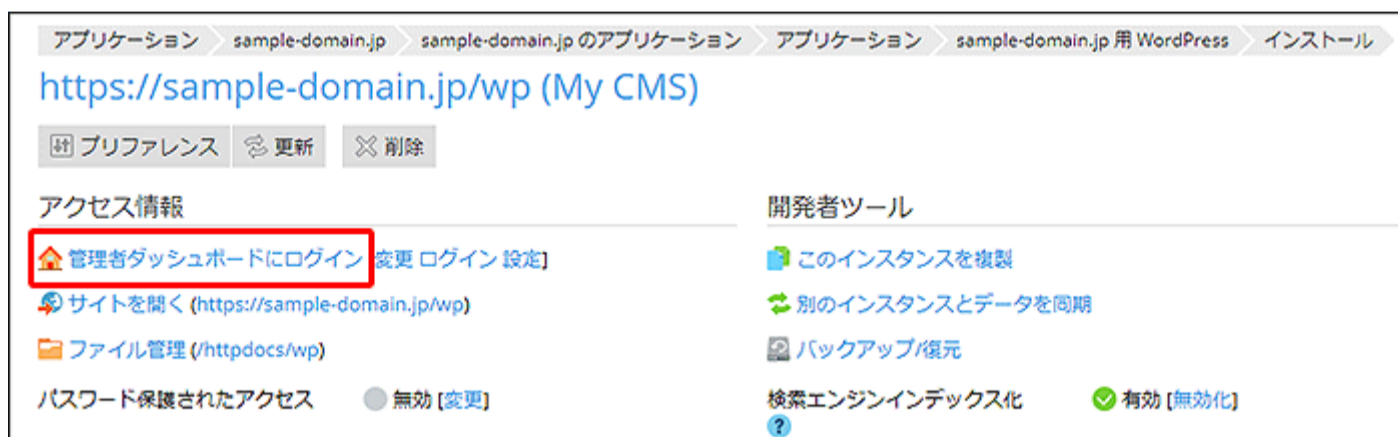 アプリケーション sample-domain.jp sample-domain.jp のアプリケーション アプリケーション sample-domain.jp 用 WordPress インストール
https://sample-domain.jp/wp (My CMS)
プリファレンス 更新 削除
アクセス情報
管理者ダッシュボードにログイン 変更 ログイン 設定]
サイトを開く (https://sample-domain.jp/wp)
ファイル管理 (/httpdocs/wp)
パスワード保護されたアクセス 無効 [変更]
開発者ツール
このインスタンスを複製
別のインスタンスとデータを同期
バックアップ/復元
検索エンジンインデックス化 有効 [無効化]
?